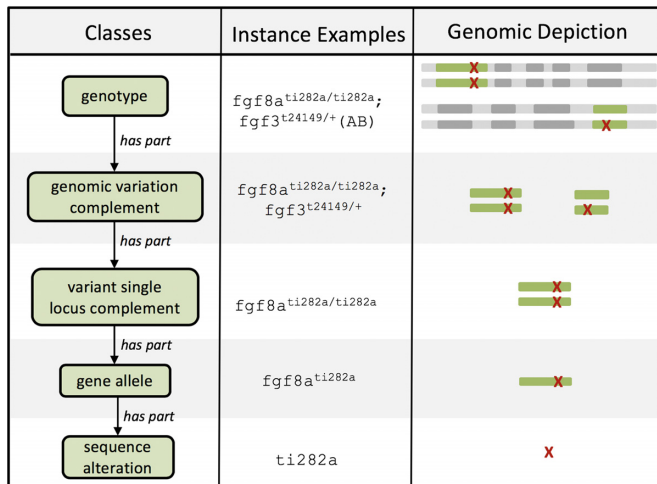 Classes Instance Examples Genomic Depiction
genotype
fgf8a^ti282a/ti282a;
fgf3^t24149/+(AB)
has part
genomic variation
complement
fgf8a^ti282a/ti282a;
fgf3^t24149/+
has part
variant single
locus complement
fgf8a^ti282a/ti282a
has part
gene allele
fgf8a^ti282a
has part
sequence
alteration
ti282a
X